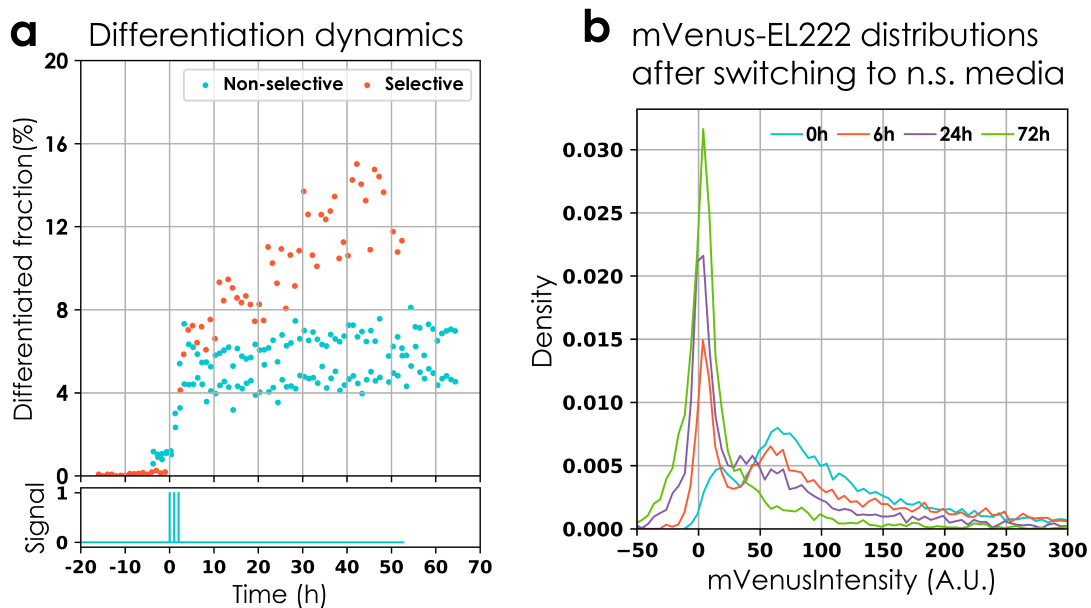 a
Differentiation dynamics
20
16
12
8
4
0
Differentiated fraction(%)
Non-selective
Selective
1
0
Signal
-20 -10 0 10 20 30 40 50 60 70
Time (h)
b
mVenus-EL222 distributions
after switching to n.s. media
0h 6h 24h 72h
0.030
0.025
0.020
0.015
0.010
0.005
0.000
Density
−50 0 50 100 150 200 250 300
mVenusIntensity (A.U.)